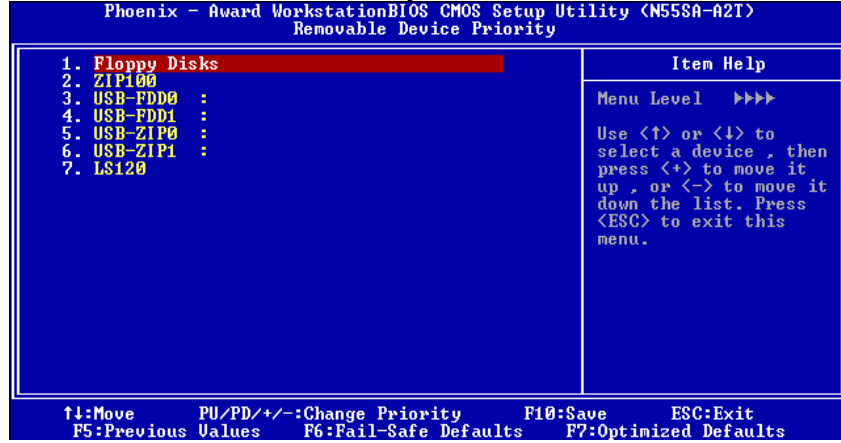 Phoenix - Award WorkstationBIOS CMOS Setup Utility (N55SA-A2T)
Removable Device Priority
1. Floppy Disks
2. ZIP100
3. USB-FDD0 :
4. USB-FDD1 :
5. USB-ZIP0 :
6. USB-ZIP1 :
7. LS120
Item Help
Menu Level ▶▶▶▶
Use <↑> or <↓> to
select a device , then
press <+> to move it
up , or <-> to move it
down the list. Press
<ESC> to exit this
menu.
↑↓:Move PU/PD/+/-:Change Priority F10:Save ESC:Exit
F5:Previous Values F6:Fail-Safe Defaults F7:Optimized Defaults